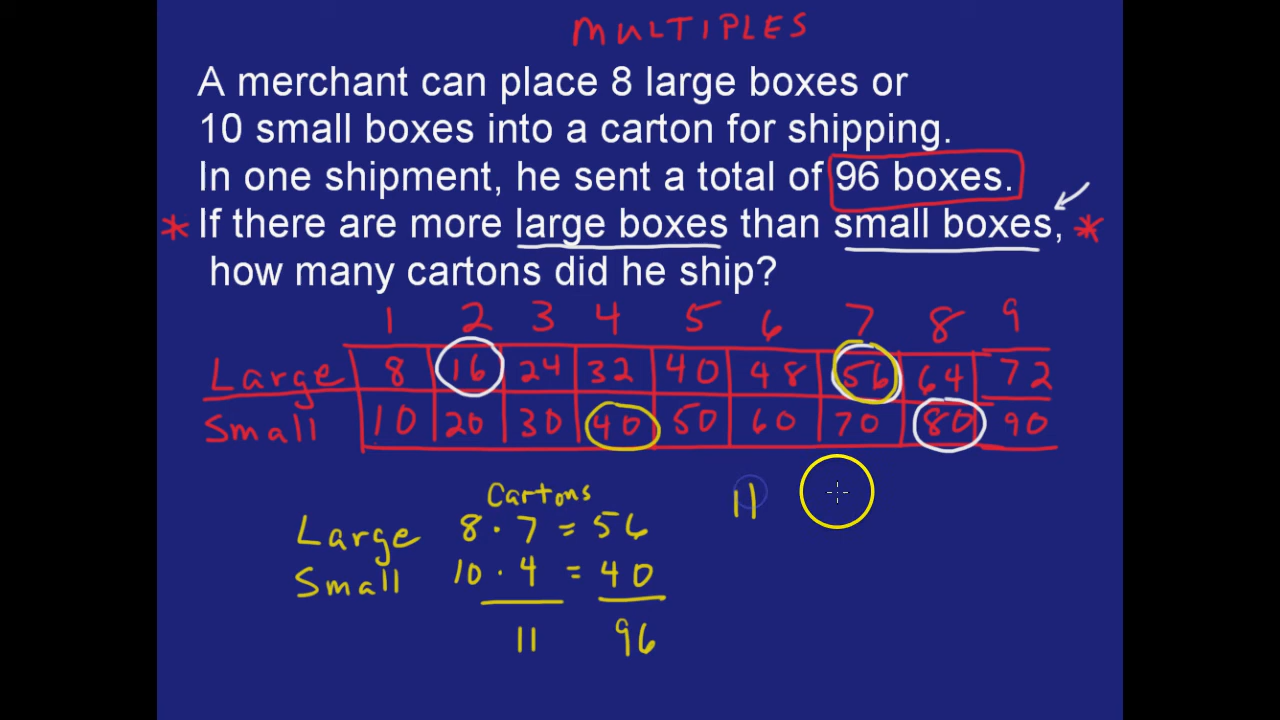 MULTIPLES
A merchant can place 8 large boxes or
10 small boxes into a carton for shipping.
In one shipment, he sent a total of 96 boxes.
* If there are more large boxes than small boxes, *
how many cartons did he ship?
1 2 3 4 5 6 7 8 9
Large 8 16 24 32 40 48 56 64 72
Small 10 20 30 40 50 60 70 80 90
Cartons
Large 8 · 7 = 56
Small 10 · 4 = 40
11 96
11